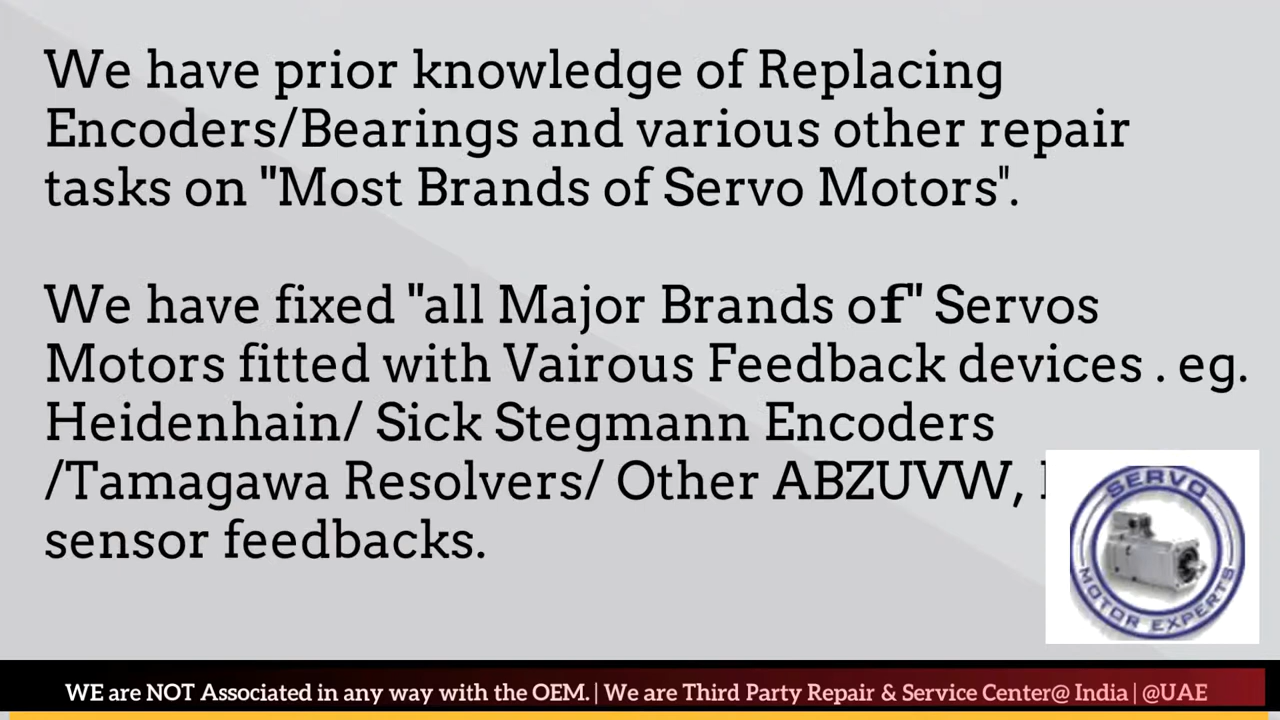 We have prior knowledge of Replacing
Encoders/Bearings and various other repair
tasks on "Most Brands of Servo Motors".
We have fixed "all Major Brands of" Servos
Motors fitted with Vairous Feedback devices . eg.
Heidenhain/ Sick Stegmann Encoders
/Tamagawa Resolvers/ Other ABZUVW,
sensor feedbacks.
SERVO
MOTOR EXPERTS
WE are NOT Associated in any way with the OEM. | We are Third Party Repair & Service Center@ India | @UAE